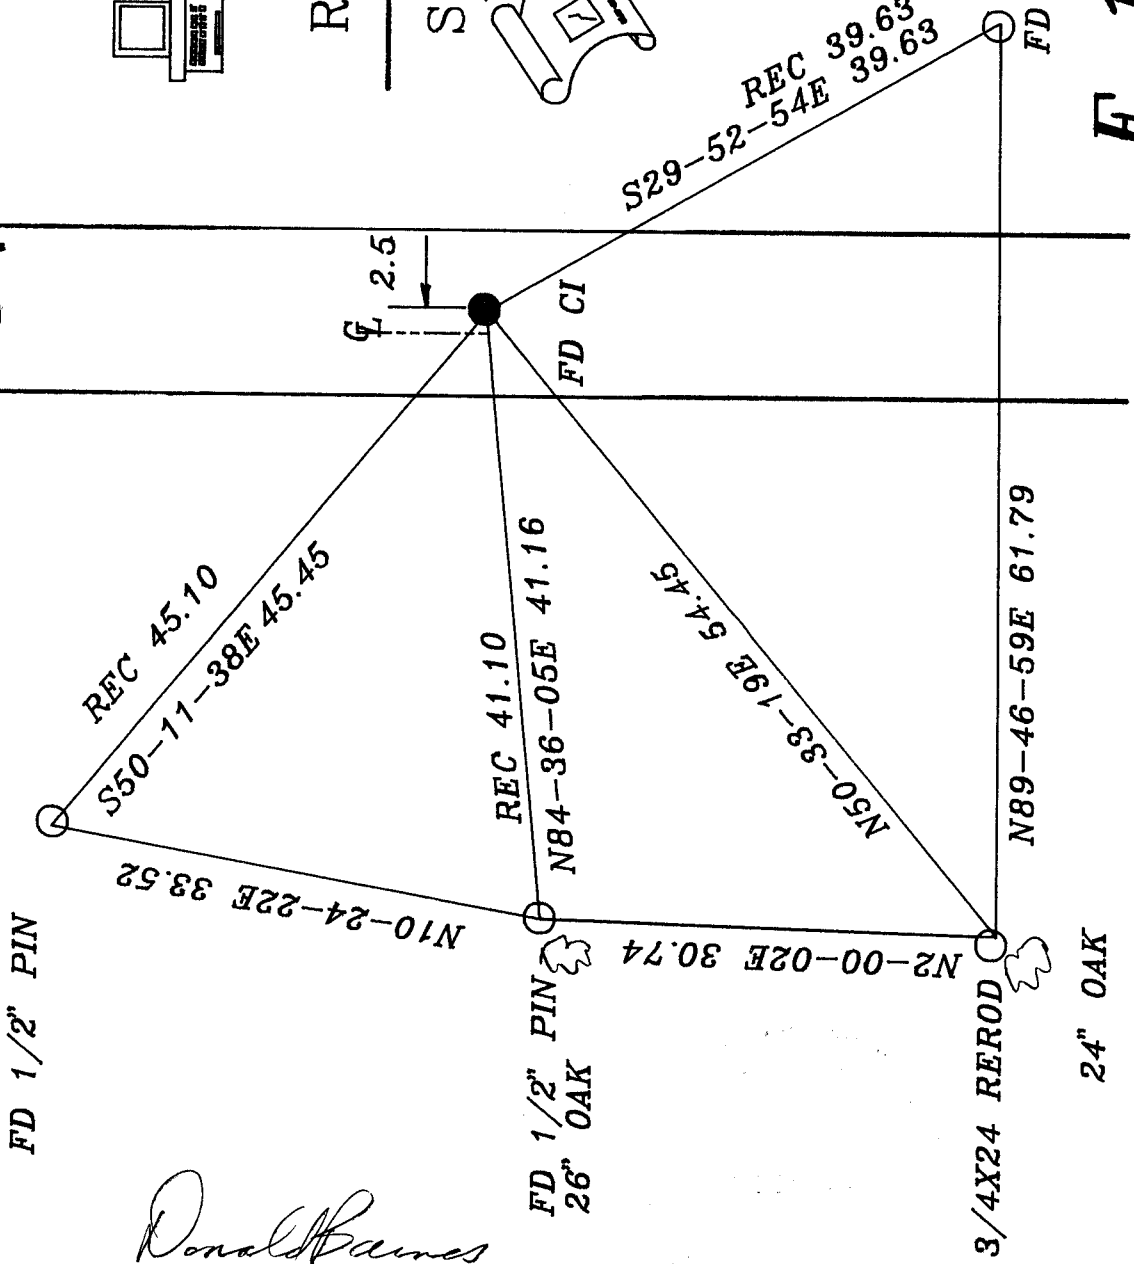 R
S
REC 39.63
S29-52-54E 39.63
FD
F
2.5
CL
FD CI
REC 45.10
S50-11-38E 45.45
REC 41.10
N84-36-05E 41.16
N50-33-19E 54.45
N89-46-59E 61.79
N10-24-22E 33.52
N2-00-02E 30.74
FD 1/2" PIN
FD 1/2" PIN
26" OAK
3/4X24 REROD
24" OAK
Donald Barnes